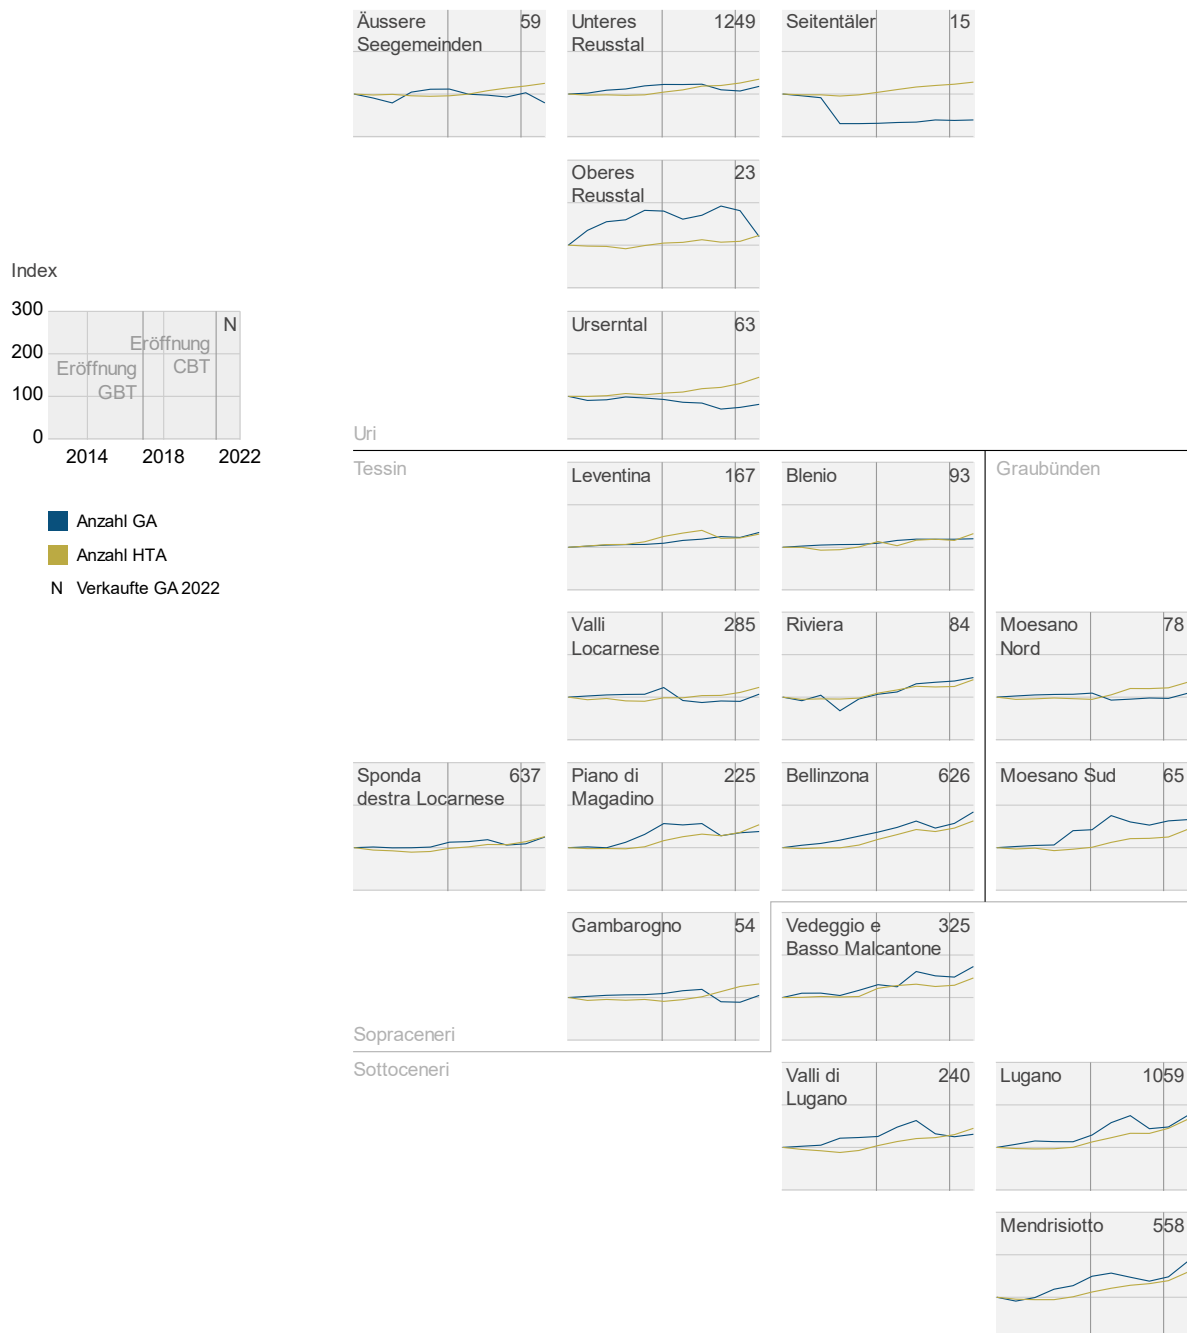 Äussere 59
Seegemeinden
Unteres 1249
Reusstal
Seitentäler 15
Oberes 23
Reusstal
Index
300
200
100
0
N
Eröffnung
CBT
Eröffnung
GBT
2014 2018 2022
Urserntal 63
Uri
Anzahl GA
Anzahl HTA
N Verkaufte GA 2022
Tessin
Leventina 167
Blenio 93
Graubünden
Valli 285
Locarnese
Riviera 84
Moesano 78
Nord
Sponda 637
destra Locarnese
Piano di 225
Magadino
Bellinzona 626
Moesano Sud 65
Gambarogno 54
Vedeggio e 325
Basso Malcantone
Sopraceneri
Sottoceneri
Valli di 240
Lugano
Lugano 1059
Mendrisiotto 558